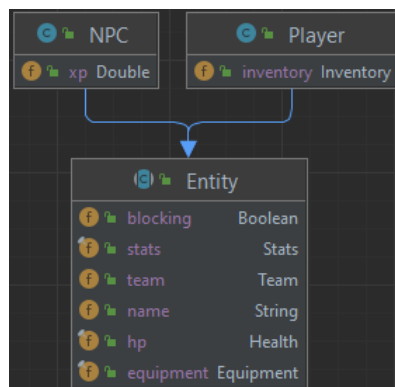 NPC
xp Double
Player
inventory Inventory
Entity
blocking Boolean
stats Stats
team Team
name String
hp Health
equipment Equipment